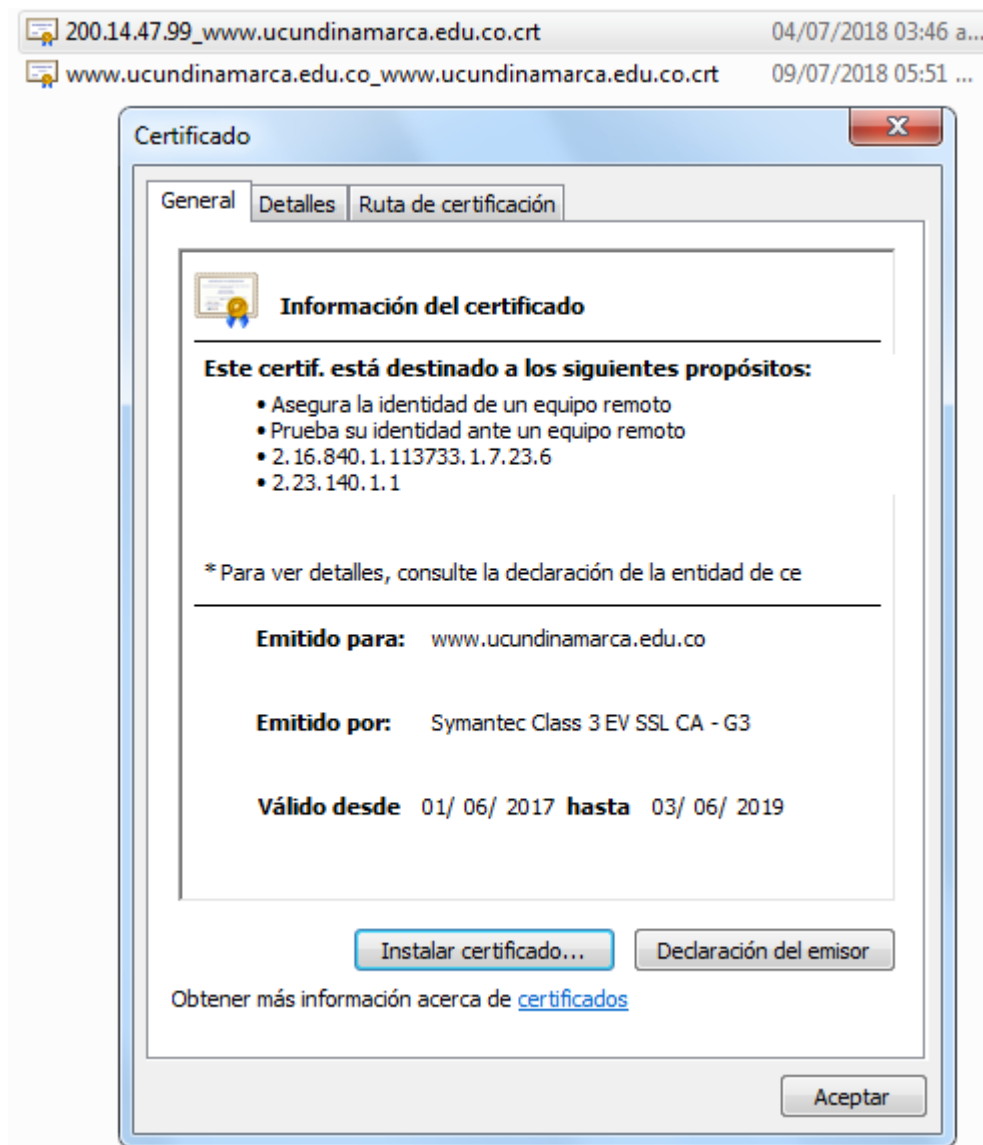 200.14.47.99_www.ucundinamarca.edu.co.crt 04/07/2018 03:46 a...
www.ucundinamarca.edu.co_www.ucundinamarca.edu.co.crt 09/07/2018 05:51 ...
Certificado
General Detalles Ruta de certificación
Información del certificado
Este certif. está destinado a los siguientes propósitos:
• Asegura la identidad de un equipo remoto
• Prueba su identidad ante un equipo remoto
• 2.16.840.1.113733.1.7.23.6
• 2.23.140.1.1
* Para ver detalles, consulte la declaración de la entidad de ce
Emitido para: www.ucundinamarca.edu.co
Emitido por: Symantec Class 3 EV SSL CA - G3
Válido desde 01/ 06/ 2017 hasta 03/ 06/ 2019
Instalar certificado... Declaración del emisor
Obtener más información acerca de certificados
Aceptar